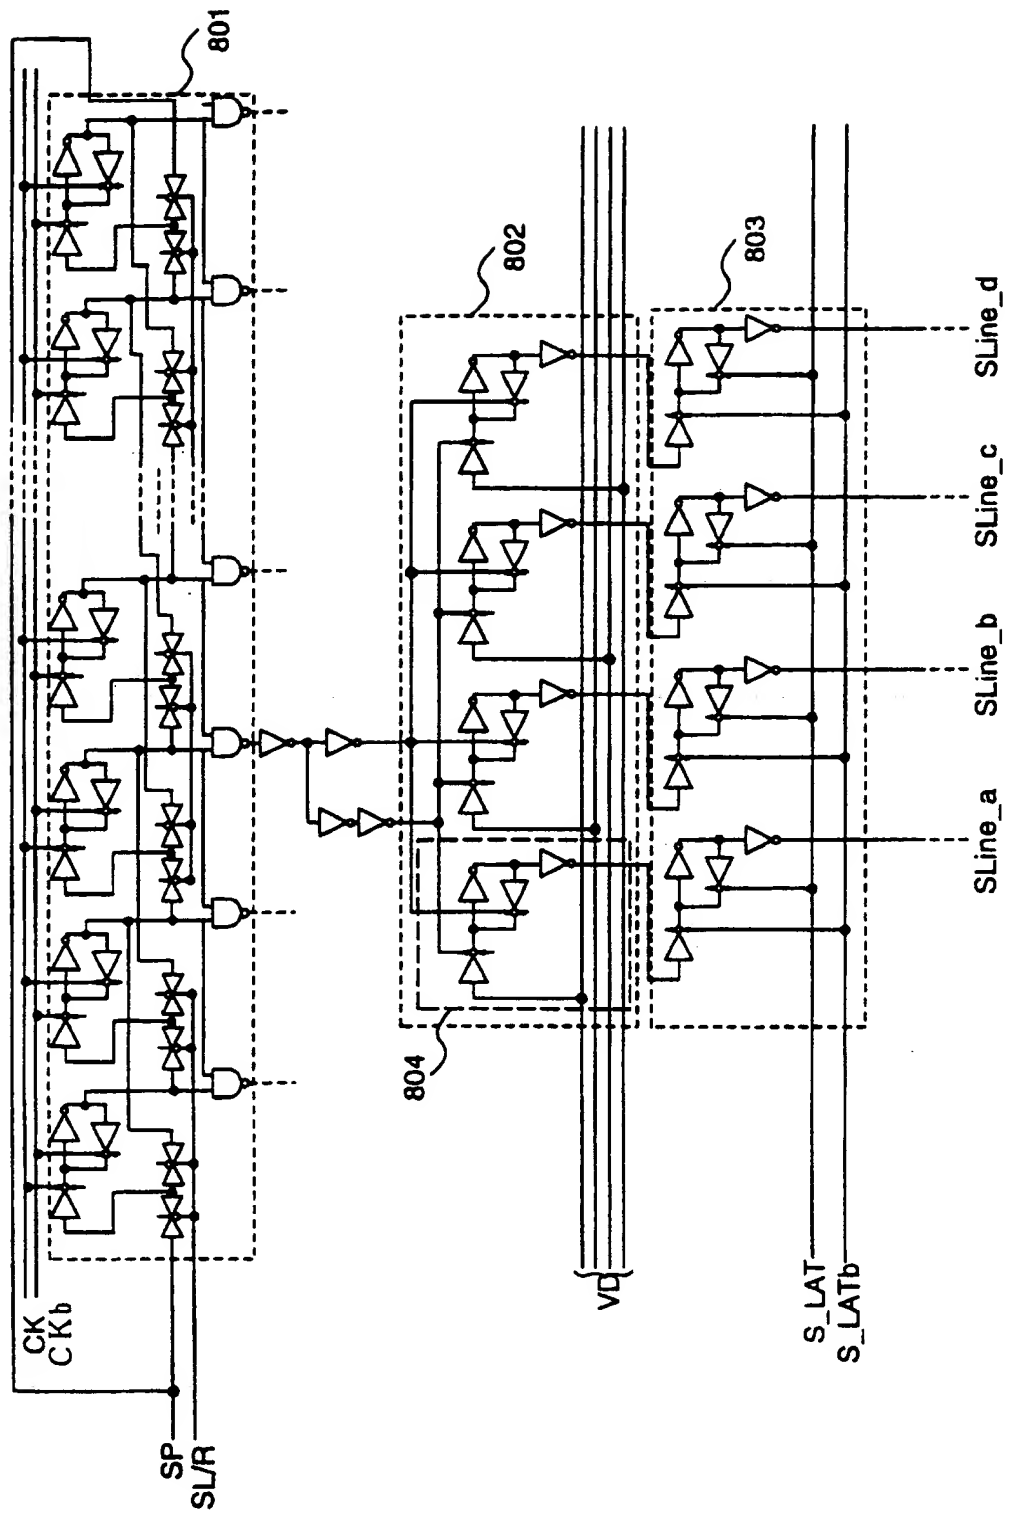 801
CK
CKb
SP
SL/R
802
804
VD
803
S_LAT
S_LATb
SLine_a
SLine_b
SLine_c
SLine_d